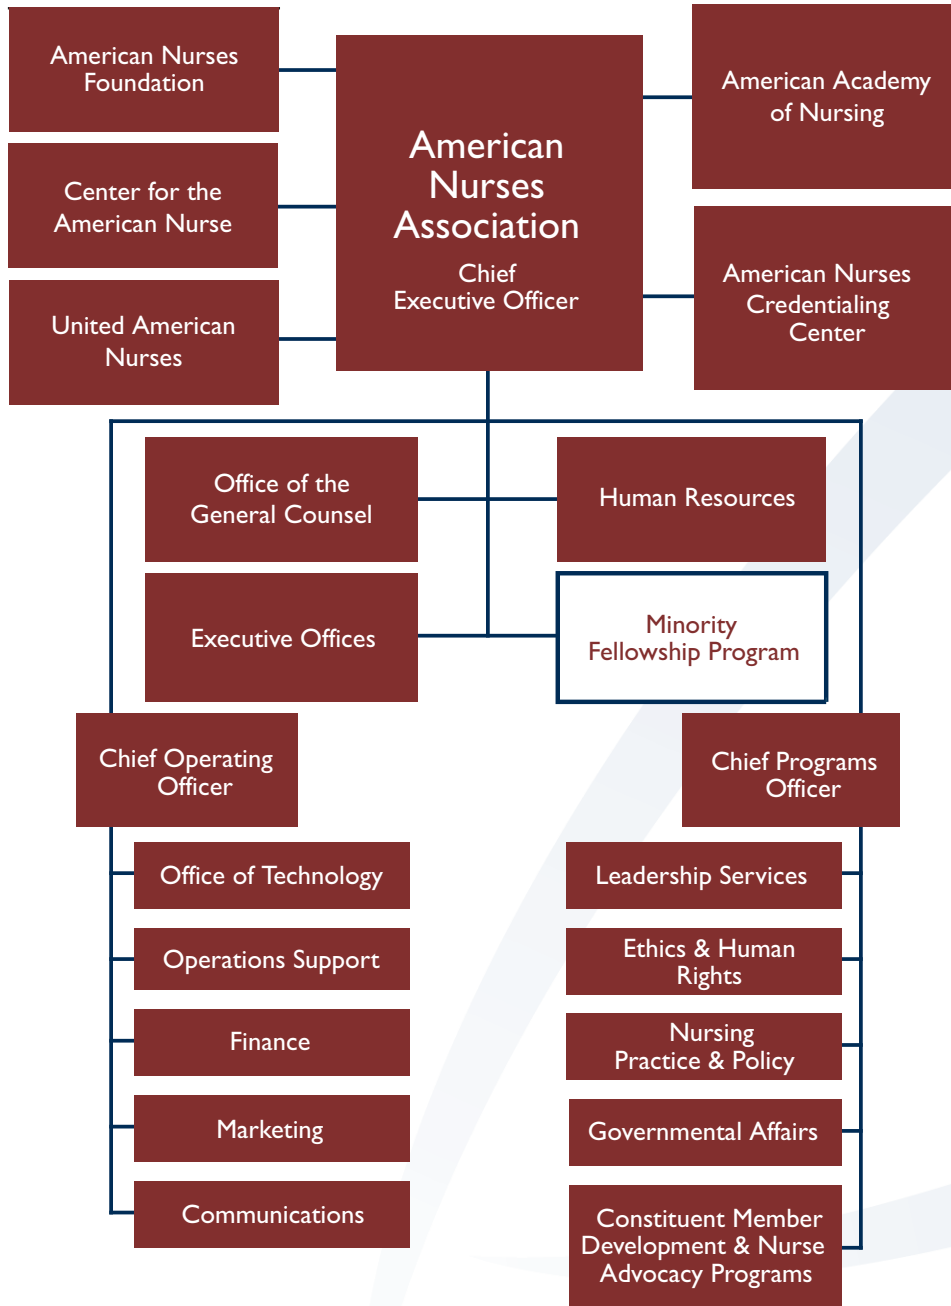 American Nurses
Foundation
Center for the
American Nurse
United American
Nurses
American
Nurses
Association
Chief
Executive Officer
American Academy
of Nursing
American Nurses
Credentialing
Center
Office of the
General Counsel
Human Resources
Executive Offices
Minority
Fellowship Program
Chief Operating
Officer
Office of Technology
Operations Support
Finance
Marketing
Communications
Chief Programs
Officer
Leadership Services
Ethics & Human
Rights
Nursing
Practice & Policy
Governmental Affairs
Constituent Member
Development & Nurse
Advocacy Programs